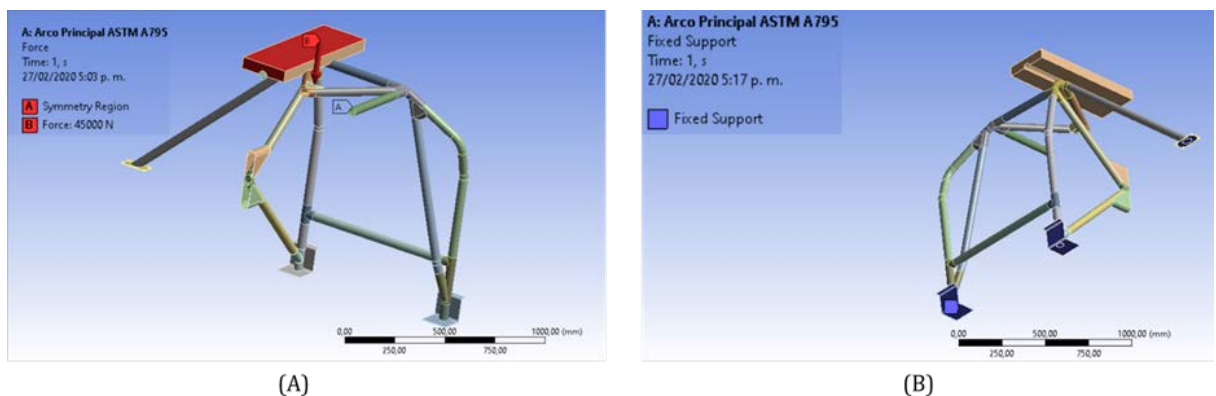 A: Arco Principal ASTM A795
Force
Time: 1, s
27/02/2020 5:03 p. m.
A Symmetry Region
B Force: 45000 N
B
A
0,00 500,00 1000,00 (mm)
250,00 750,00
(A)
A: Arco Principal ASTM A795
Fixed Support
Time: 1, s
27/02/2020 5:17 p. m.
Fixed Support
0,00 500,00 1000,00 (mm)
250,00 750,00
(B)